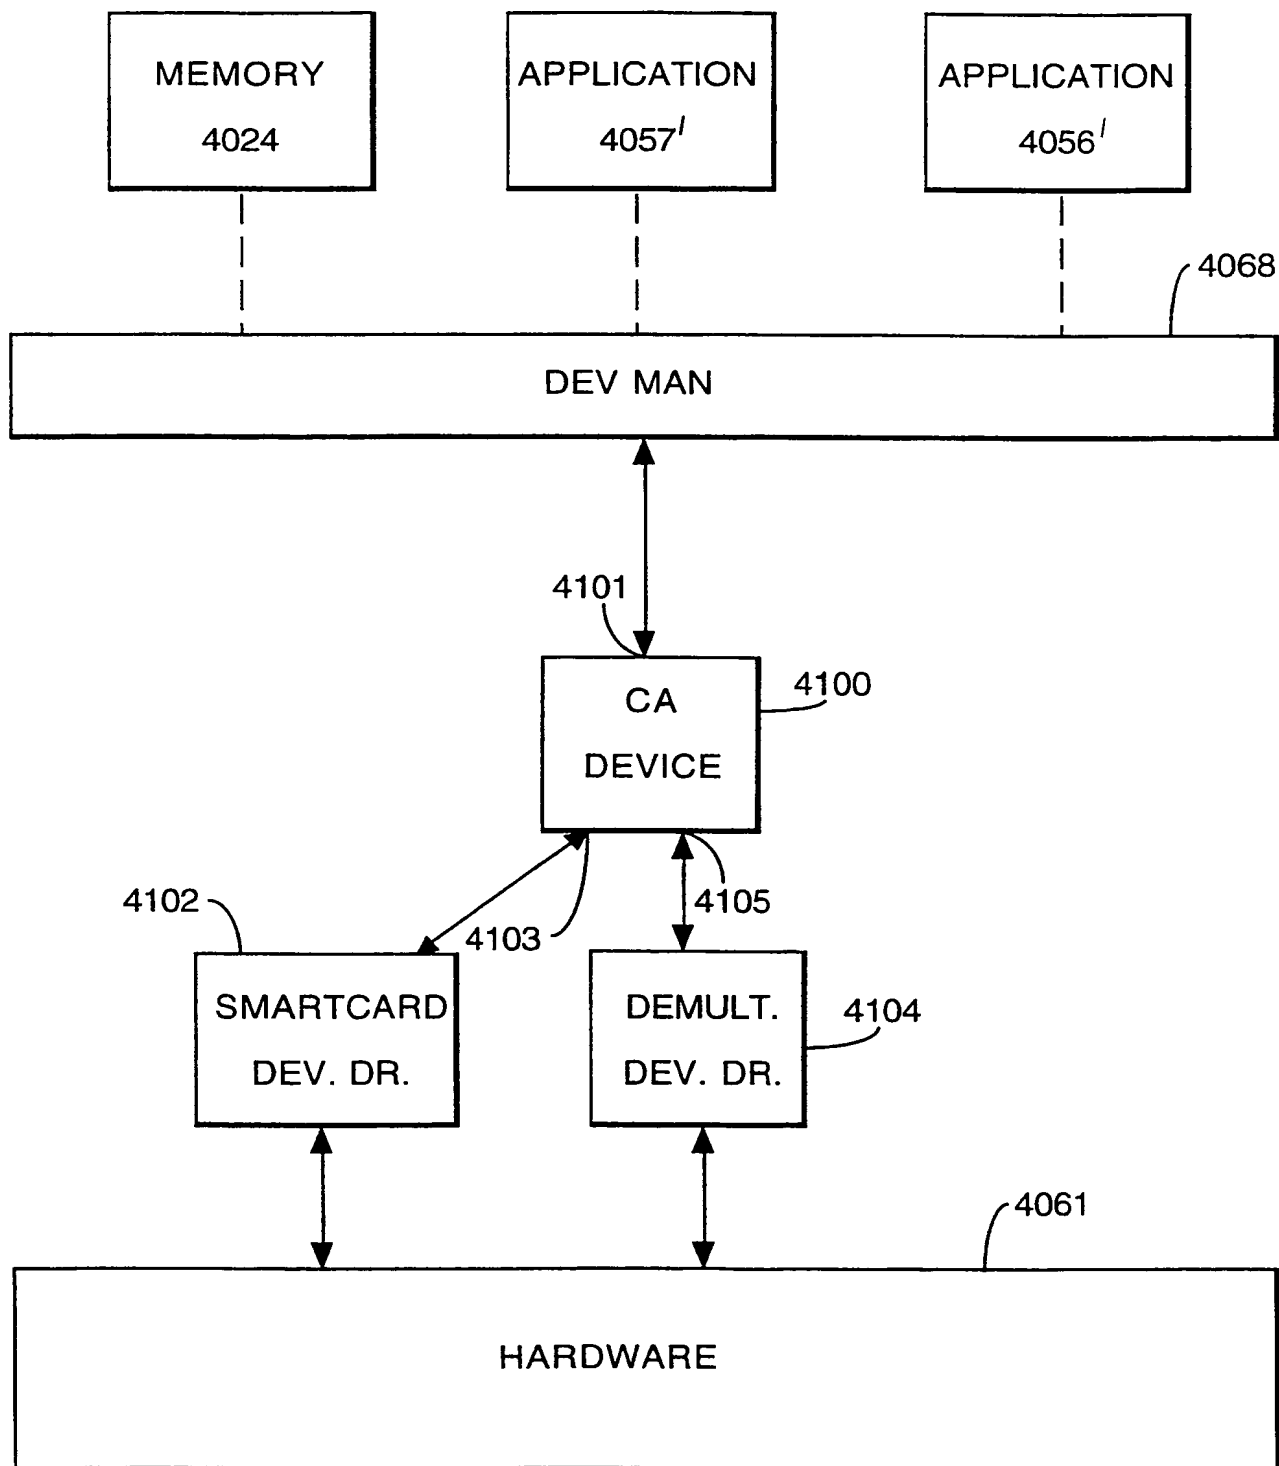 MEMORY
4024
APPLICATION
4057'
APPLICATION
4056'
4068
DEV MAN
4101
CA
DEVICE
4100
4102
4103
4105
SMARTCARD
DEV. DR.
DEMULT.
DEV. DR.
4104
4061
HARDWARE